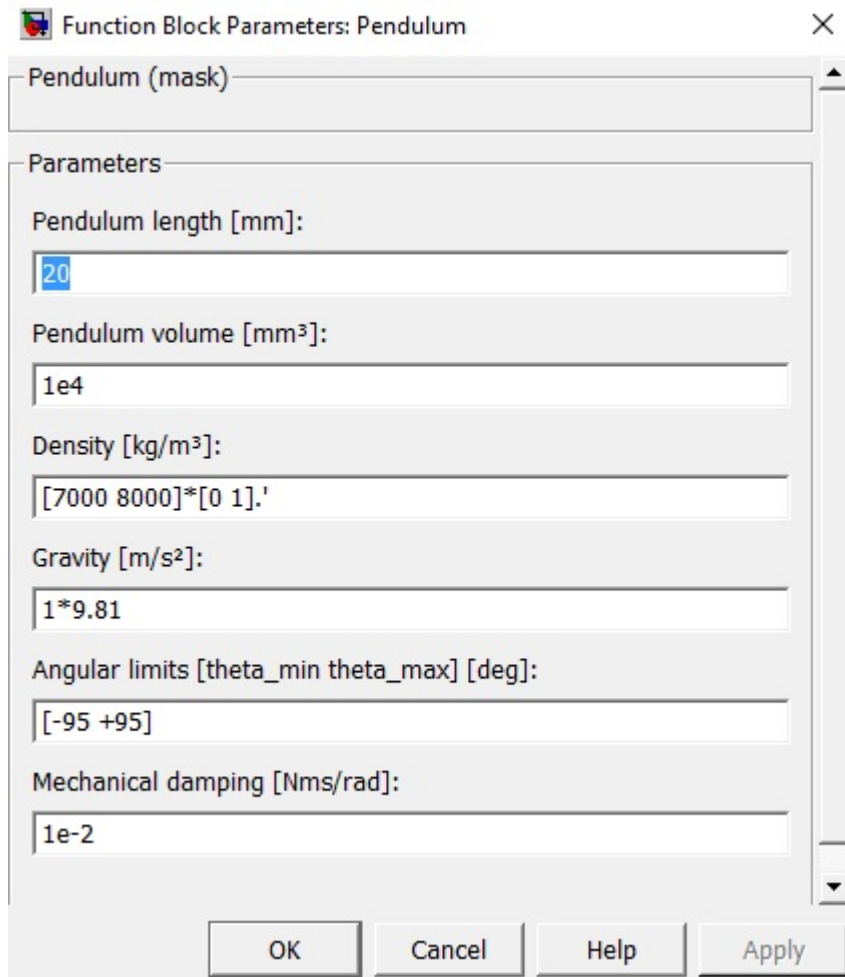 Function Block Parameters: Pendulum
Pendulum (mask)
Parameters
Pendulum length [mm]:
20
Pendulum volume [mm³]:
1e4
Density [kg/m³]:
[7000 8000]*[0 1].'
Gravity [m/s²]:
1*9.81
Angular limits [theta_min theta_max] [deg]:
[-95 +95]
Mechanical damping [Nms/rad]:
1e-2
OK Cancel Help Apply